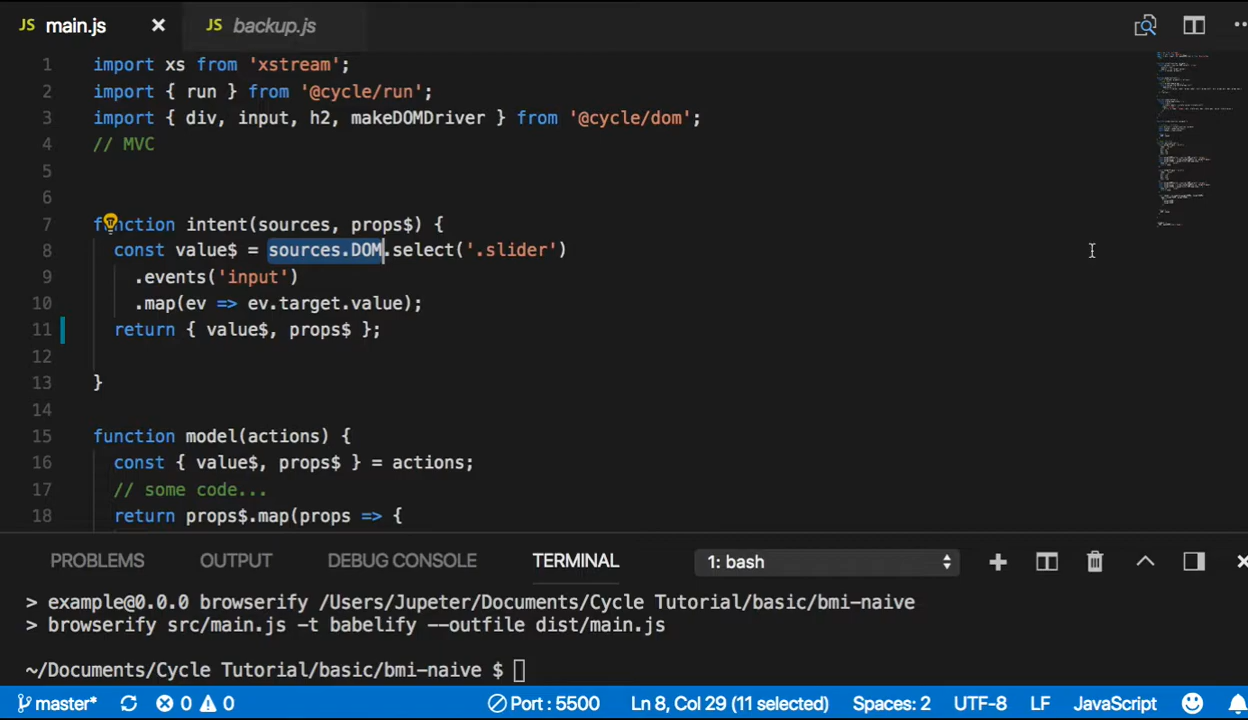 JS main.js × JS backup.js
1 import xs from 'xstream';
2 import { run } from '@cycle/run';
3 import { div, input, h2, makeDOMDriver } from '@cycle/dom';
4 // MVC
5
6
7 function intent(sources, props$) {
8 const value$ = sources.DOM.select('.slider')
9 .events('input')
10 .map(ev => ev.target.value);
11 return { value$, props$ };
12
13 }
14
15 function model(actions) {
16 const { value$, props$ } = actions;
17 // some code...
18 return props$.map(props => {
PROBLEMS OUTPUT DEBUG CONSOLE TERMINAL 1: bash
> example@0.0.0 browserify /Users/Jupeter/Documents/Cycle Tutorial/basic/bmi-naive
> browserify src/main.js -t babelify --outfile dist/main.js
~/Documents/Cycle Tutorial/basic/bmi-naive $
master* 0 0 Port : 5500 Ln 8, Col 29 (11 selected) Spaces: 2 UTF-8 LF JavaScript